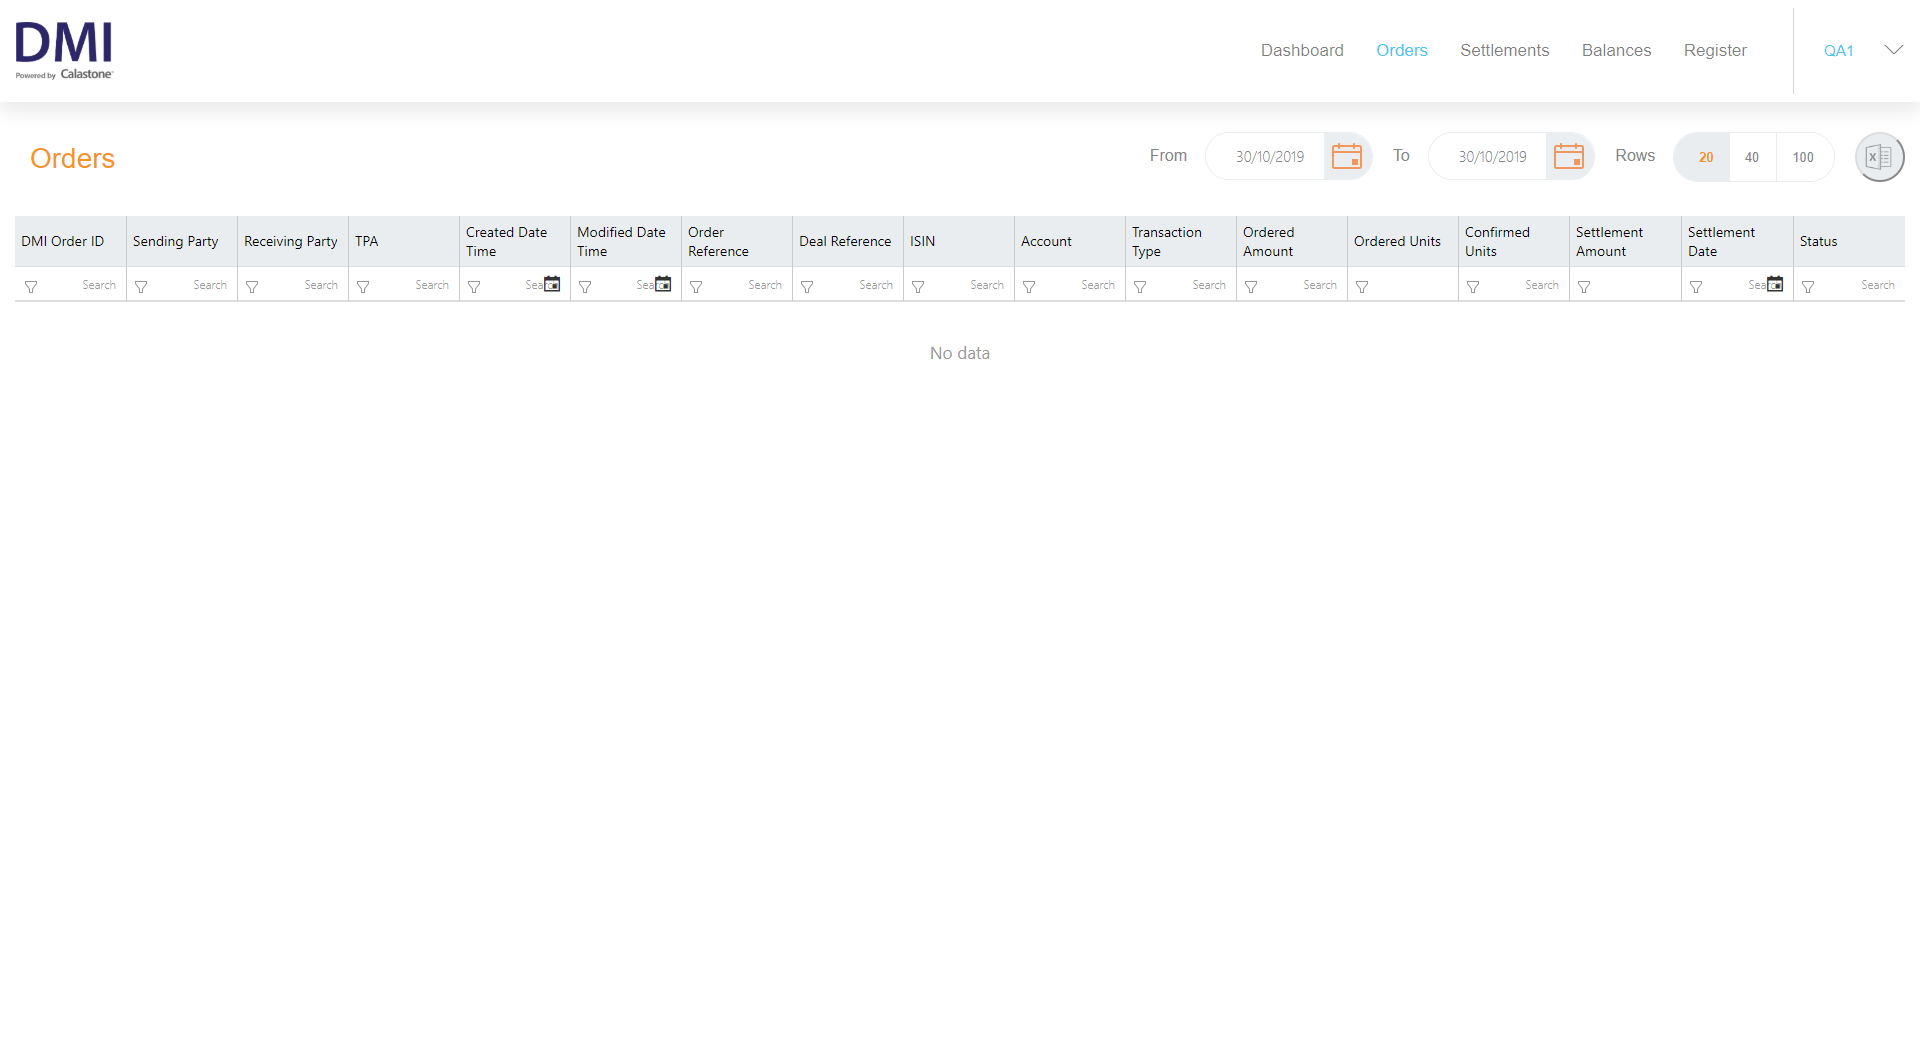 DMI
Powered by Calastone
Dashboard Orders Settlements Balances Register QA1
Orders
From 30/10/2019 To 30/10/2019 Rows 20 40 100
DMI Order ID Sending Party Receiving Party TPA Created Date Time Modified Date Time Order Reference Deal Reference ISIN Account Transaction Type Ordered Amount Ordered Units Confirmed Units Settlement Amount Settlement Date Status
Search Search Search Search Search Search Search Search Search Search Search Search Search Search Search
No data